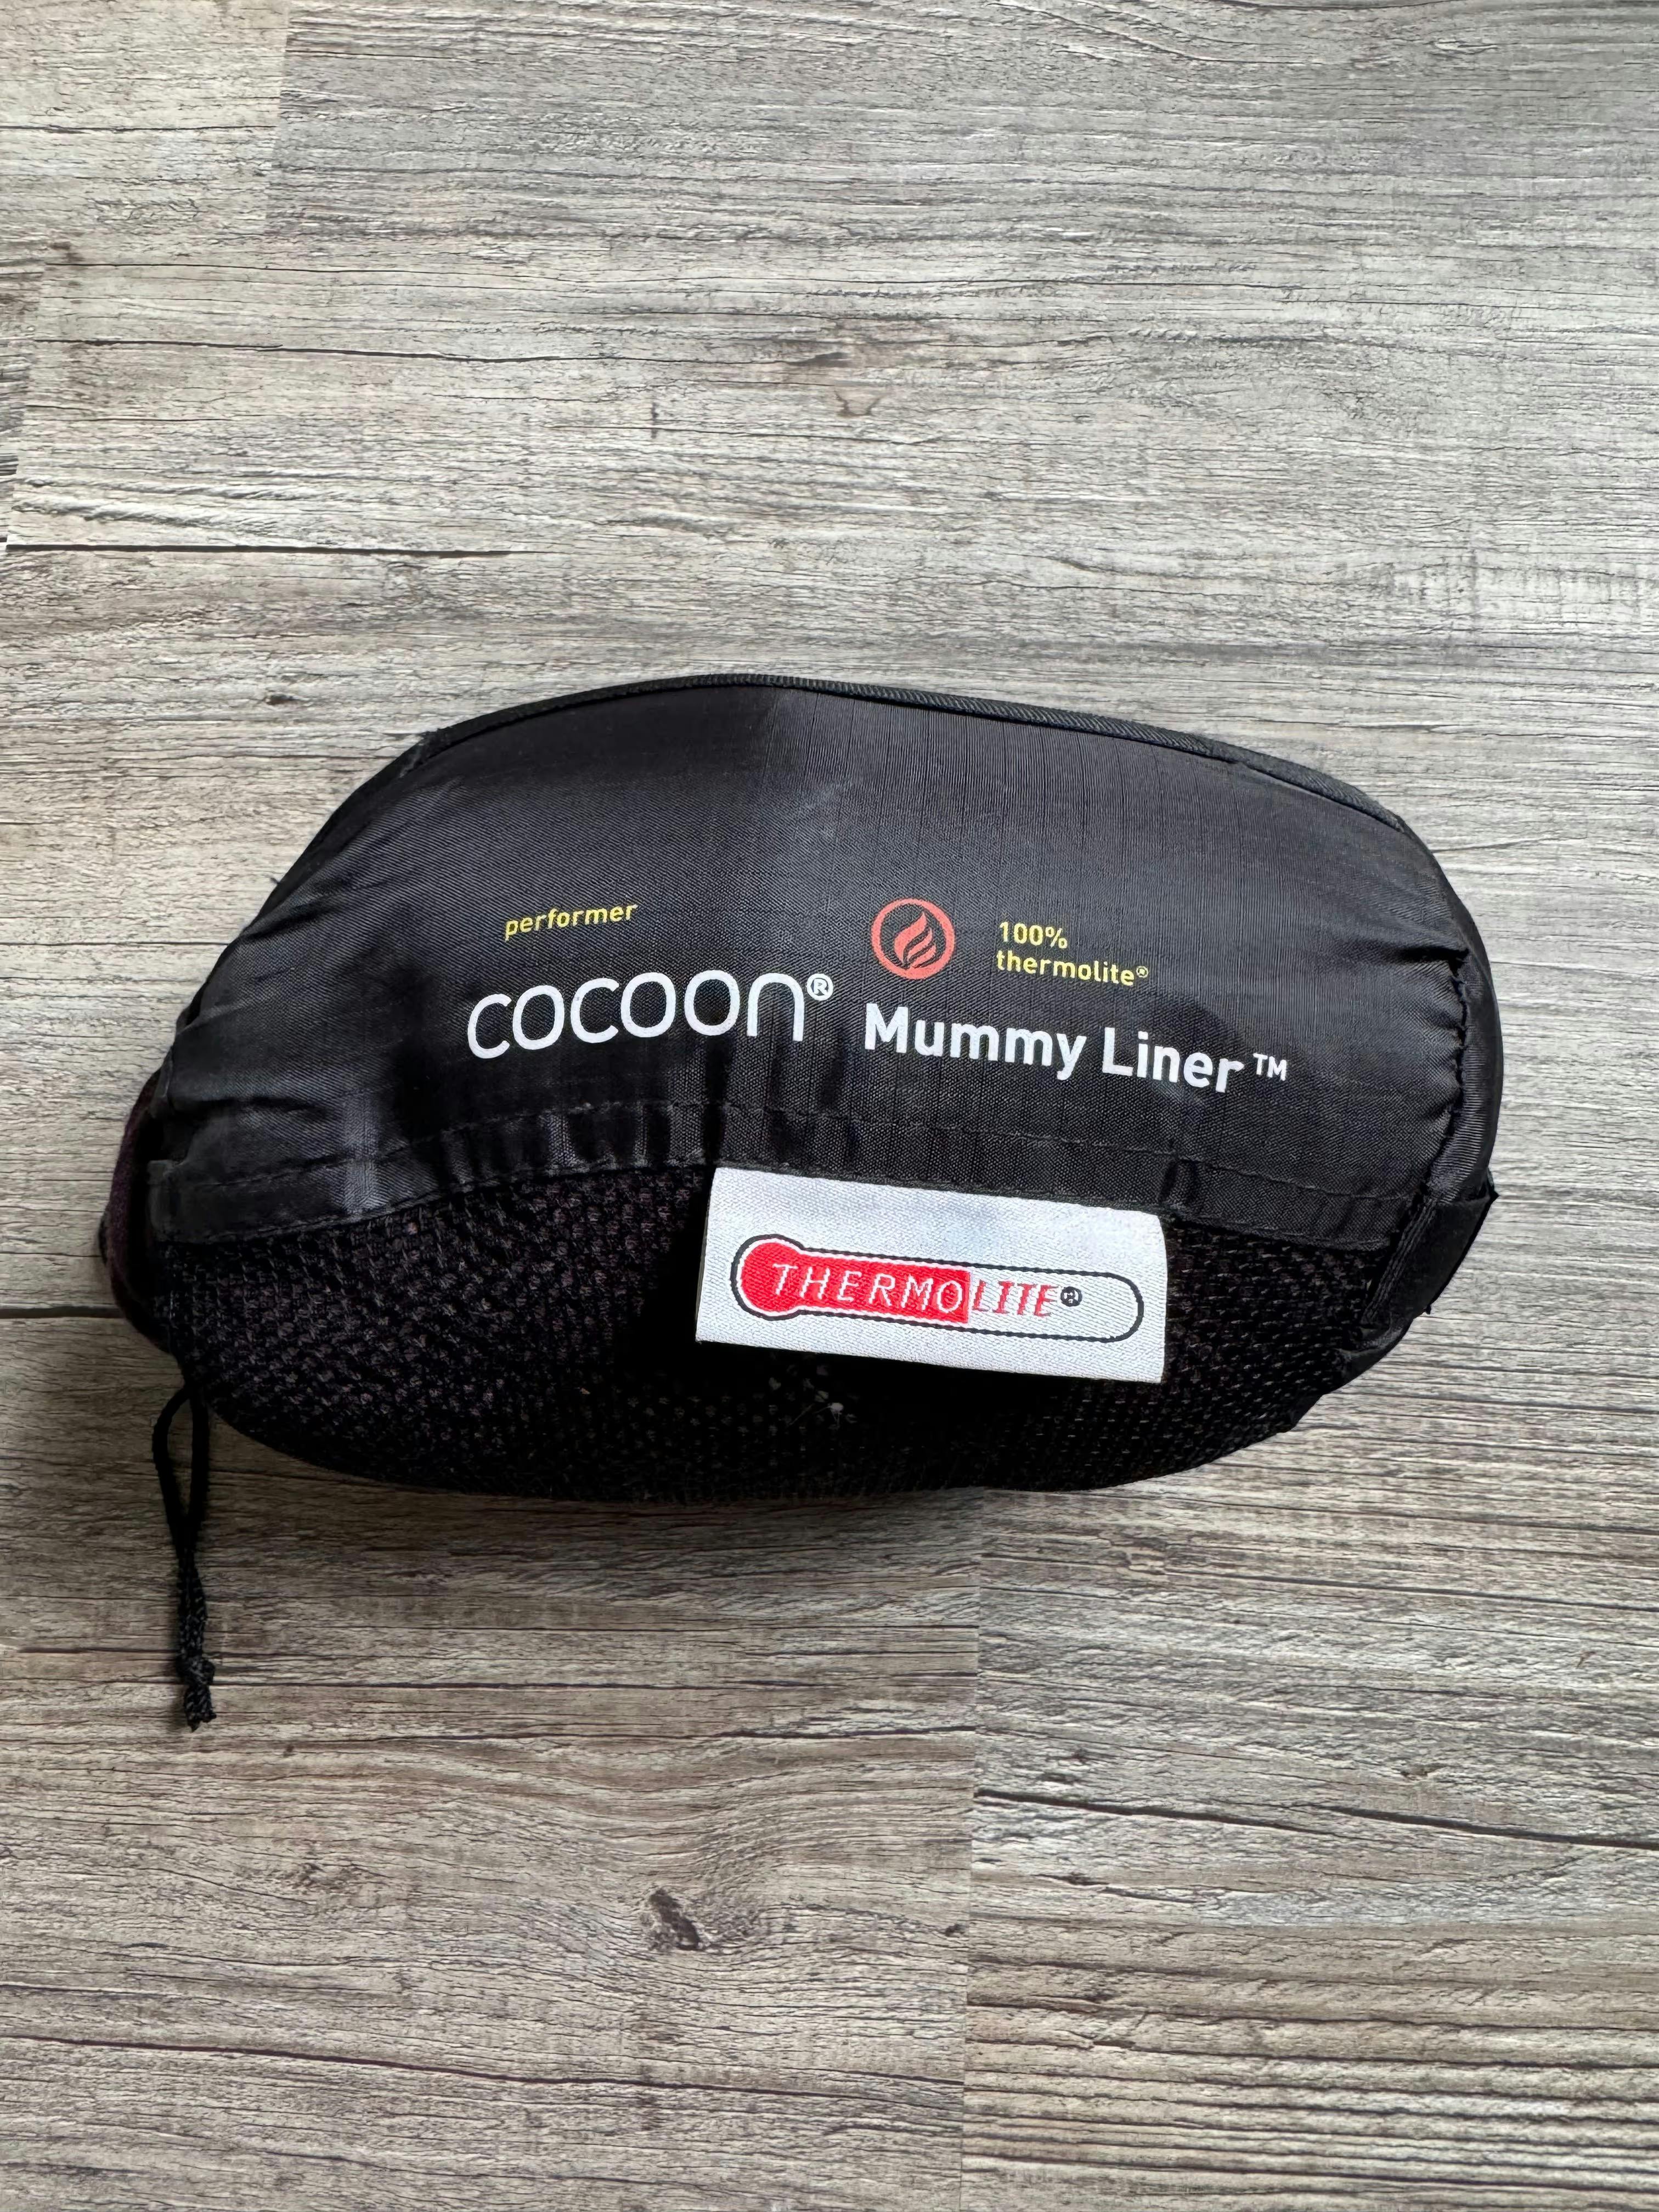 performer
cocoon®
100%
thermolite®
Mummy Liner™
THERMOLITE®